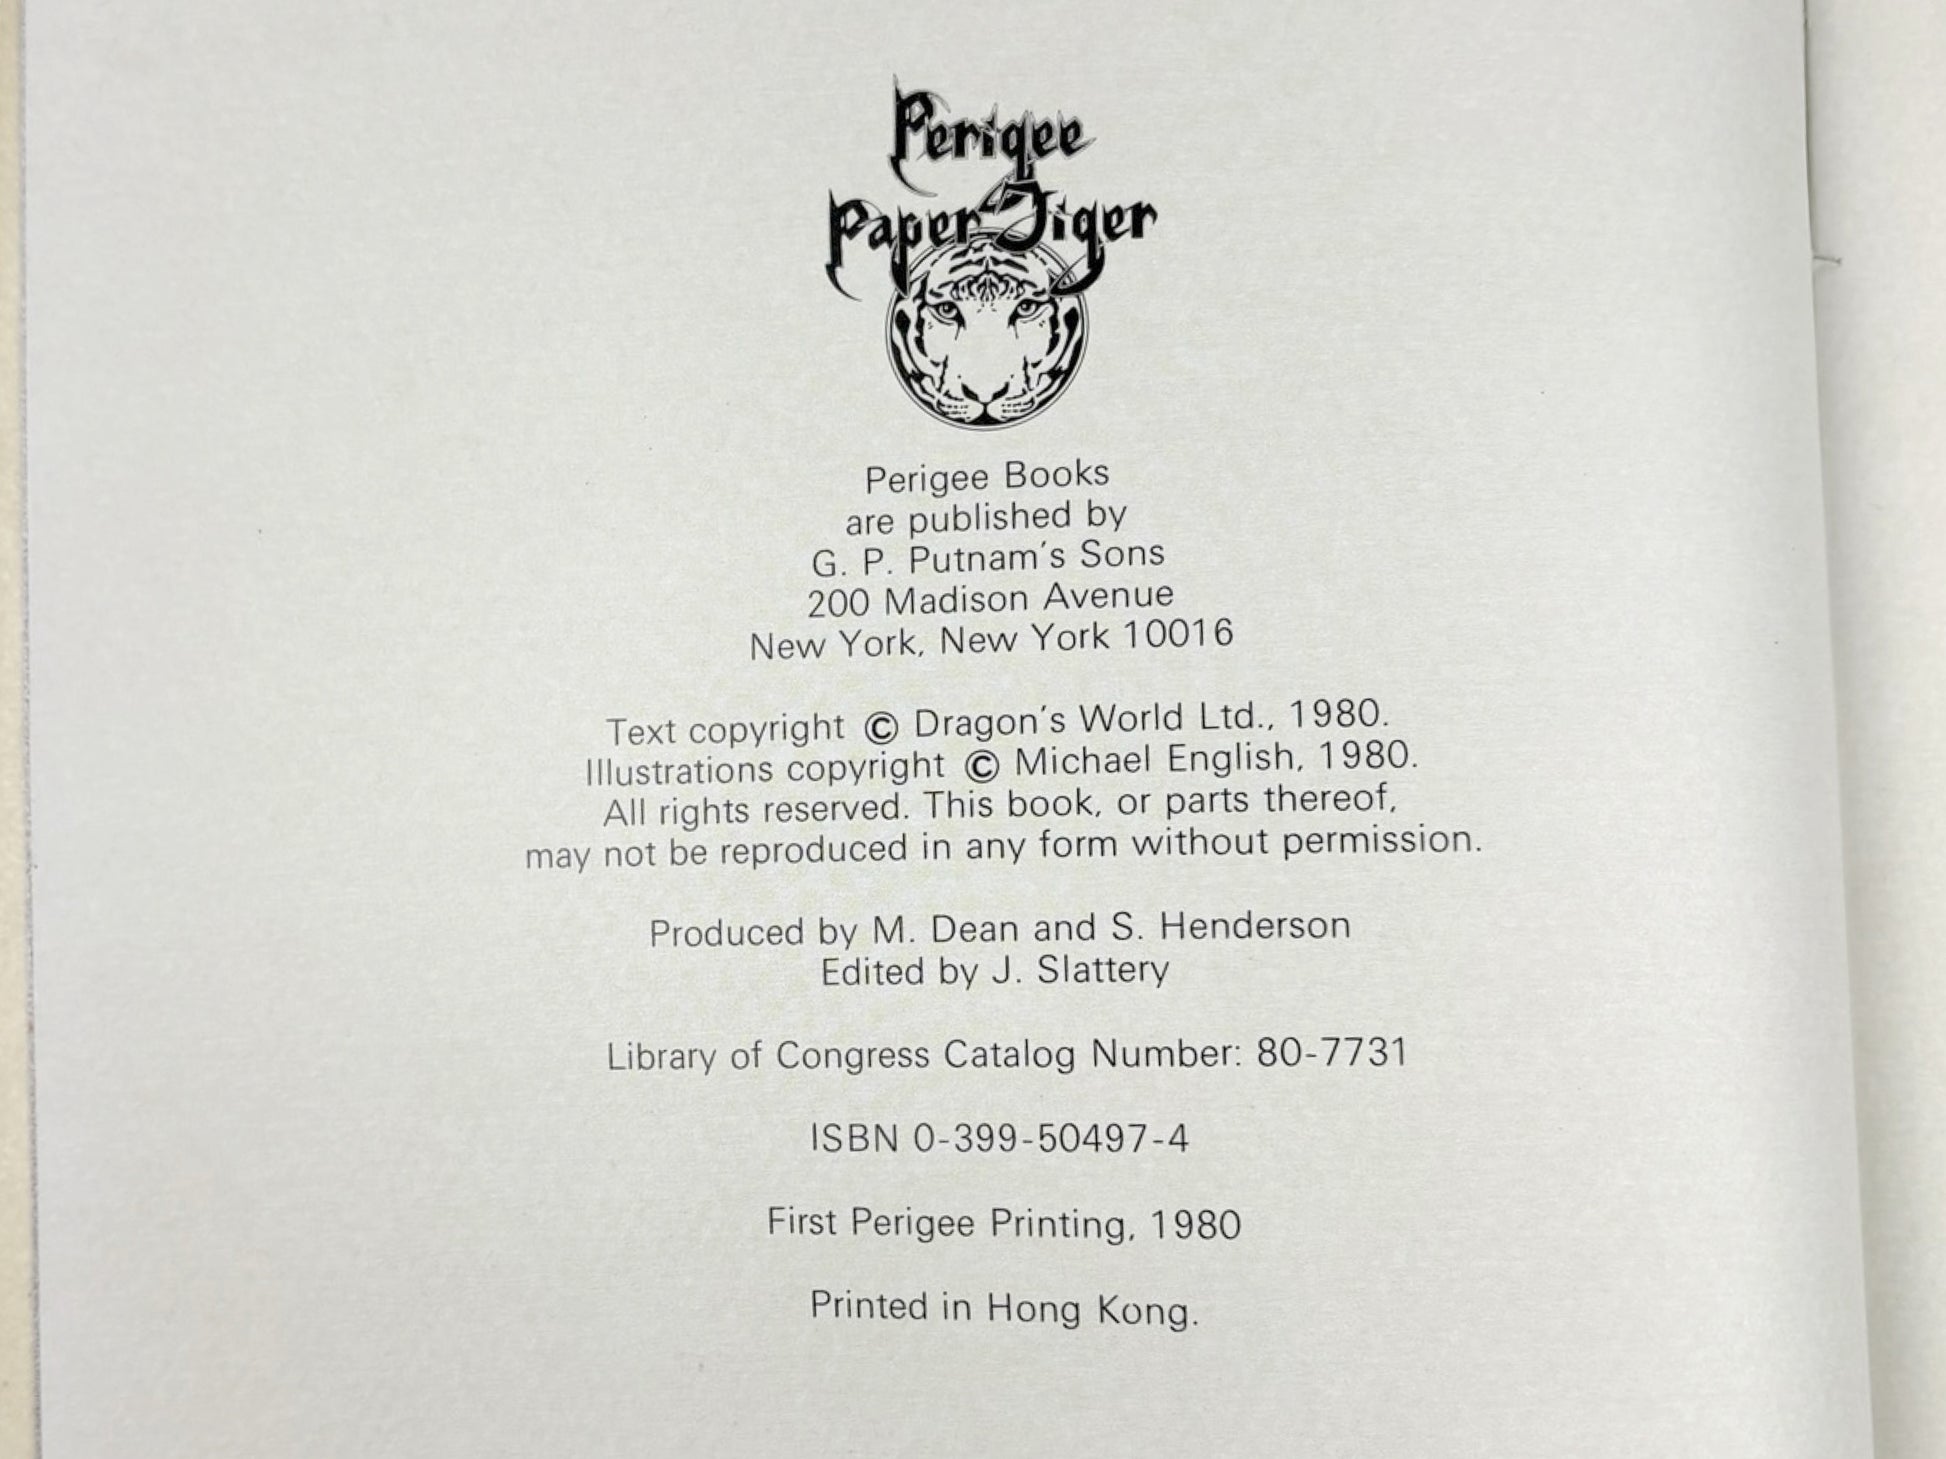 Perigee
Paper Tiger
Perigee Books
are published by
G. P. Putnam's Sons
200 Madison Avenue
New York, New York 10016
Text copyright © Dragon's World Ltd., 1980.
Illustrations copyright © Michael English, 1980.
All rights reserved. This book, or parts thereof,
may not be reproduced in any form without permission.
Produced by M. Dean and S. Henderson
Edited by J. Slattery
Library of Congress Catalog Number: 80-7731
ISBN 0-399-50497-4
First Perigee Printing, 1980
Printed in Hong Kong.